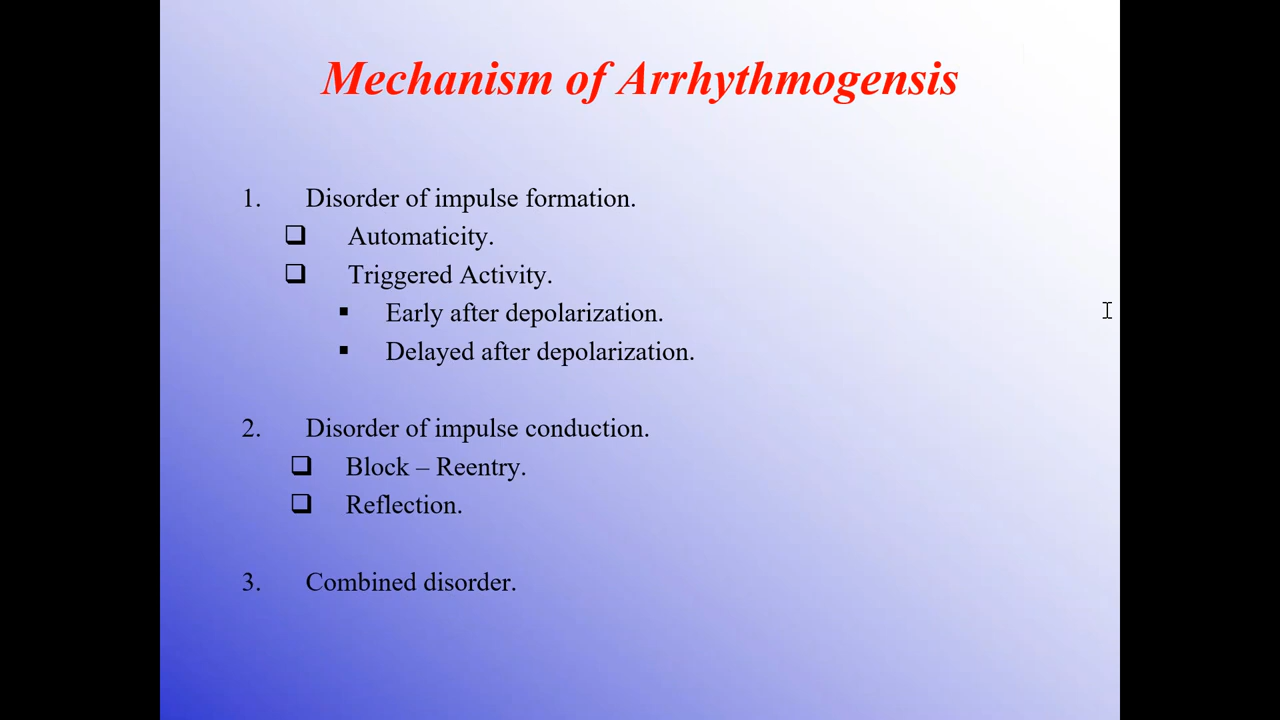 Mechanism of Arrhythmogensis
1. Disorder of impulse formation.
❑ Automaticity.
❑ Triggered Activity.
▪ Early after depolarization.
▪ Delayed after depolarization.
2. Disorder of impulse conduction.
❑ Block – Reentry.
❑ Reflection.
3. Combined disorder.